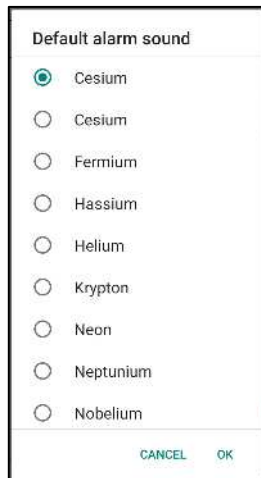 Default alarm sound
Cesium
Cesium
Fermium
Hassium
Helium
Krypton
Neon
Neptunium
Nobelium
CANCEL OK